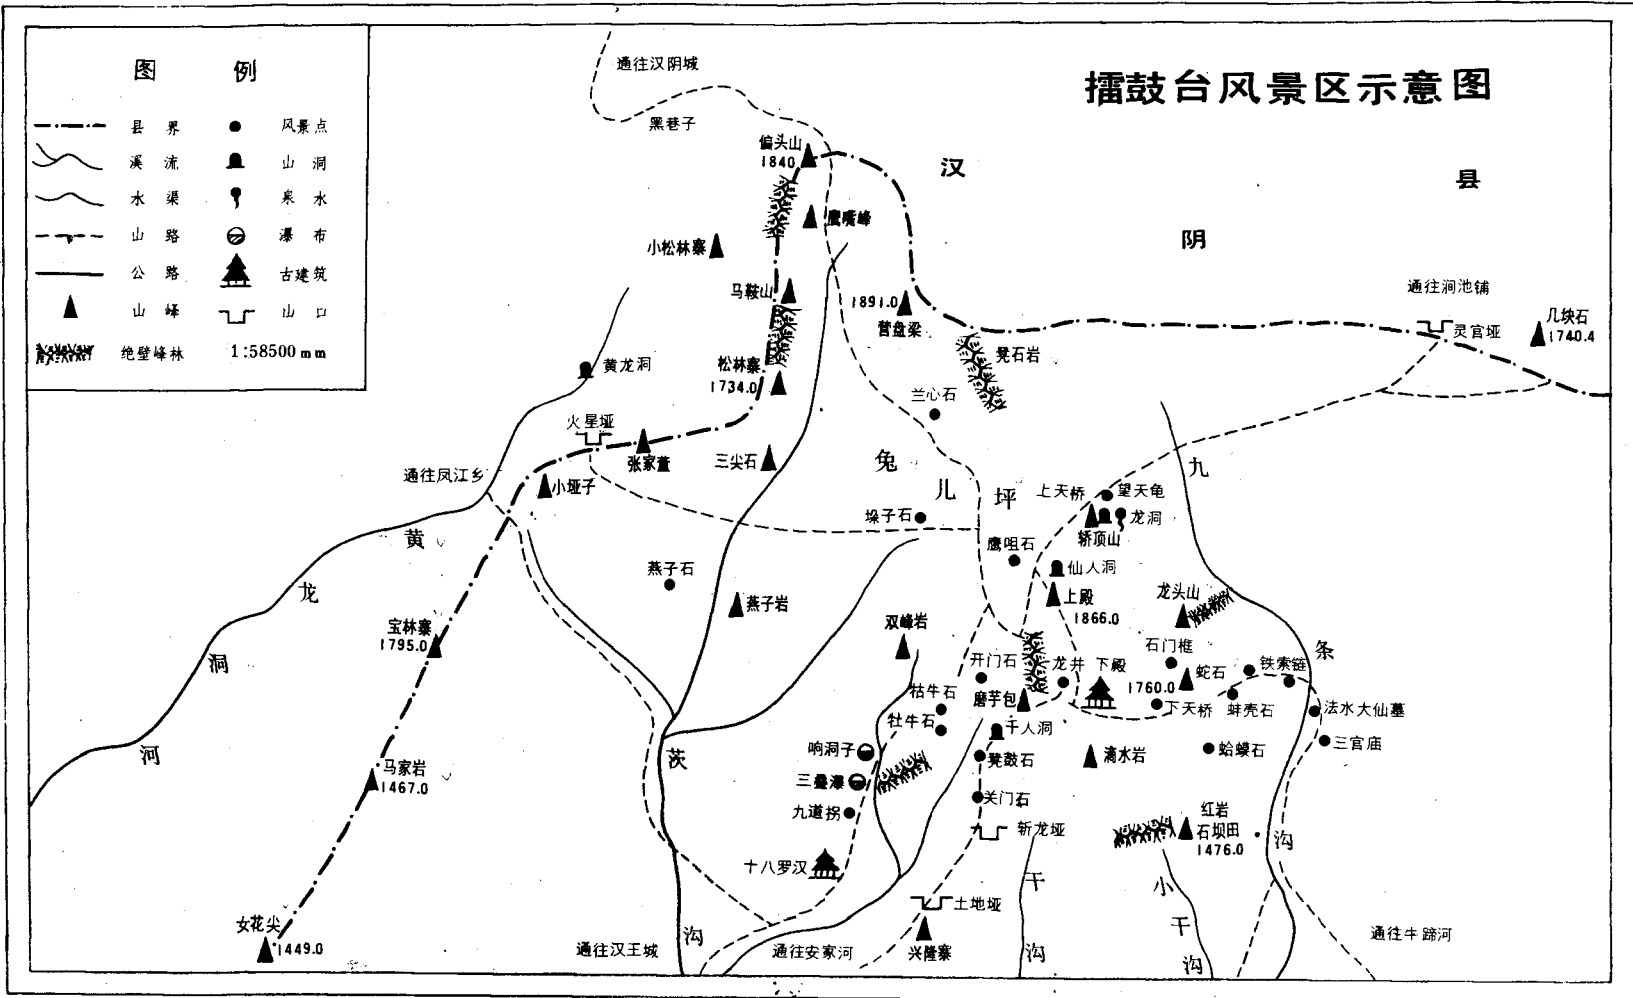 擂鼓台风景区示意图
图 例
县 界
风景点
溪 流
山 洞
水 渠
泉 水
山 路
瀑 布
公 路
古建筑
山 峰
山 口
绝壁峰林
1:58500mm
通往汉阴城
黑巷子
偏头山
1840
汉
阴
县
鹰嘴峰
小松林寨
马鞍山
1891.0
营盘梁
通往涧池铺
灵官垭
几块石
1740.4
凳石岩
黄龙洞
松林寨
1734.0
兰心石
火星垭
张家萱
三尖石
通往凤江乡
小垭子
兔
儿
坪
九
条
沟
上天桥
望天龟
龙洞
轿顶山
垛子石
鹰咀石
仙人洞
上殿
1866.0
龙头山
燕子石
燕子岩
双峰岩
黄
龙
洞
河
宝林寨
1795.0
开门石
龙井
下殿
石门框
1760.0
蛇石
铁索链
牯牛石
磨芋包
下天桥
蚌壳石
法水大仙墓
牡牛石
千人洞
三官庙
响洞子
凳鼓石
滴水岩
蛤蟆石
茨
沟
马家岩
1467.0
三叠瀑
关门石
九道拐
斩龙垭
红岩
石坝田
1476.0
十八罗汉
干
沟
小
干
沟
土地垭
女花尖
1449.0
通往汉王城
通往安家河
兴隆寨
通往牛蹄河